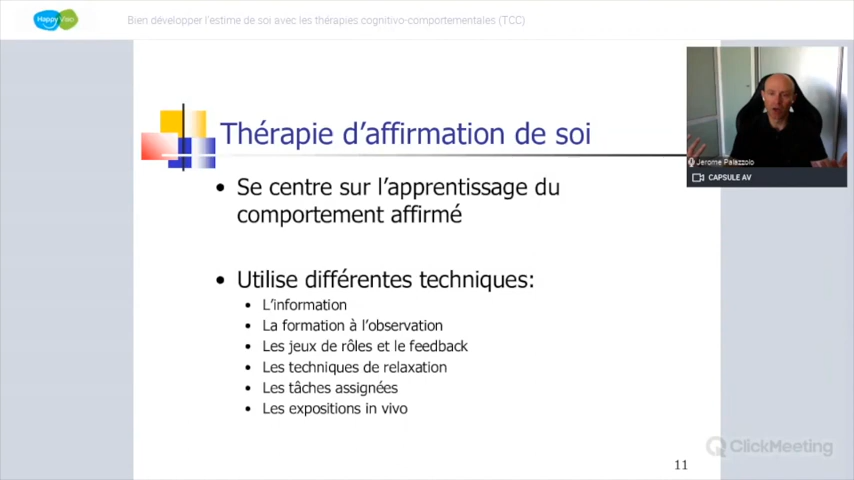 Happy Visio
Bien développer l'estime de soi avec les thérapies cognitivo-comportementales (TCC)
Thérapie d'affirmation de soi
Jerome Palazzolo
CAPSULE AV
• Se centre sur l'apprentissage du
comportement affirmé
• Utilise différentes techniques:
• L'information
• La formation à l'observation
• Les jeux de rôles et le feedback
• Les techniques de relaxation
• Les tâches assignées
• Les expositions in vivo
ClickMeeting
11